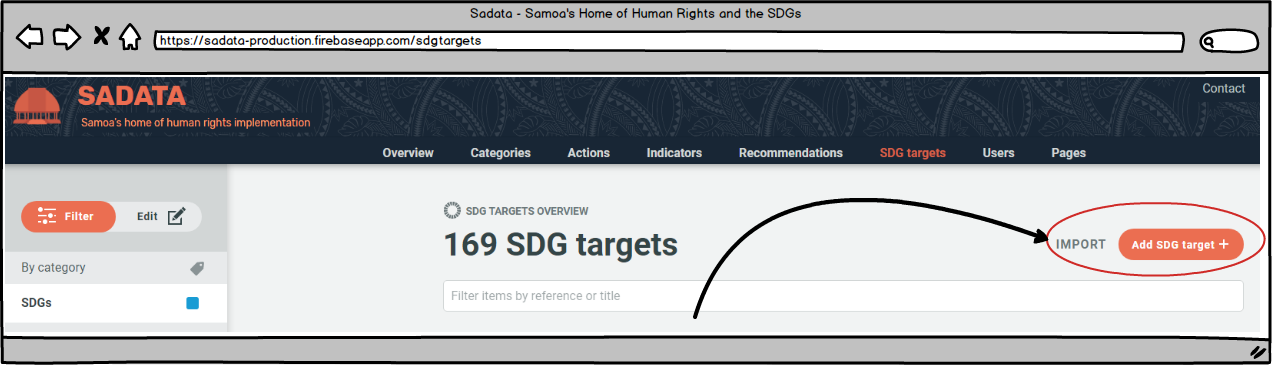 Sadata - Samoa's Home of Human Rights and the SDGs
https://sadata-production.firebaseapp.com/sdgtargets
Contact
SADATA
Samoa's home of human rights implementation
Overview Categories Actions Indicators Recommendations SDG targets Users Pages
Filter Edit
SDG TARGETS OVERVIEW
169 SDG targets
IMPORT Add SDG target +
By category
SDGs
Filter items by reference or title